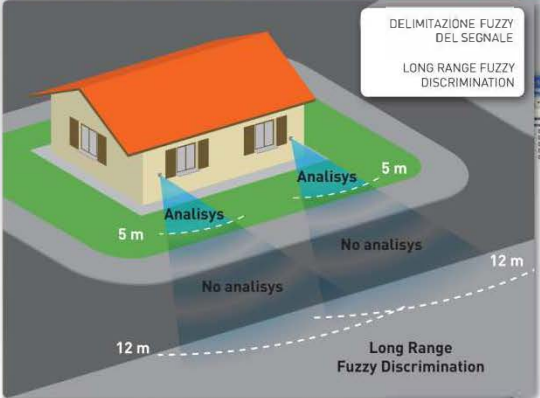 DELIMITAZIONE FUZZY
DEL SEGNALE
LONG RANGE FUZZY
DISCRIMINATION
Analisys
5 m
Analisys
5 m
No analisys
12 m
No analisys
12 m
Long Range
Fuzzy Discrimination